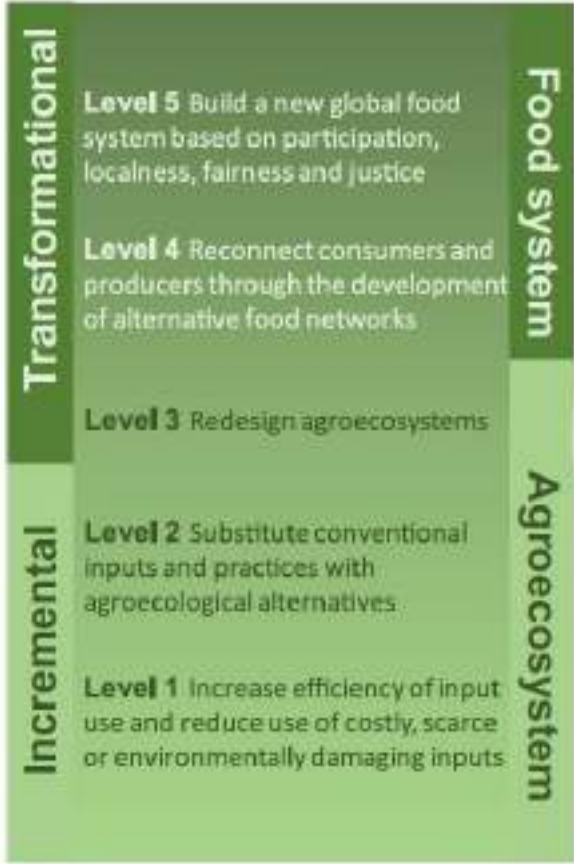 Transformational
Level 5 Build a new global food
system based on participation,
localness, fairness and justice
Level 4 Reconnect consumers and
producers through the development
of alternative food networks
Food system
Level 3 Redesign agroecosystems
Incremental
Level 2 Substitute conventional
inputs and practices with
agroecological alternatives
Level 1 Increase efficiency of input
use and reduce use of costly, scarce
or environmentally damaging inputs
Agroecosystem